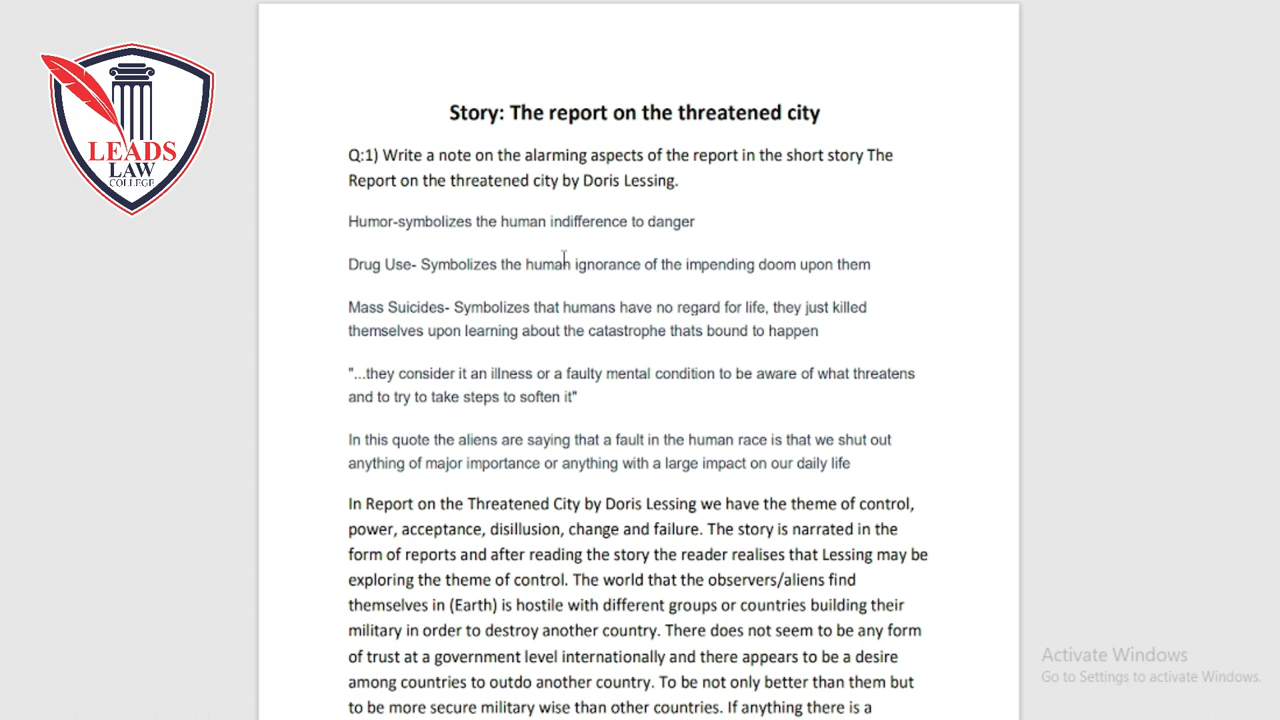 LEADS
LAW
COLLEGE
Story: The report on the threatened city
Q:1) Write a note on the alarming aspects of the report in the short story The
Report on the threatened city by Doris Lessing.
Humor-symbolizes the human indifference to danger
Drug Use- Symbolizes the human ignorance of the impending doom upon them
Mass Suicides- Symbolizes that humans have no regard for life, they just killed
themselves upon learning about the catastrophe thats bound to happen
"...they consider it an illness or a faulty mental condition to be aware of what threatens
and to try to take steps to soften it"
In this quote the aliens are saying that a fault in the human race is that we shut out
anything of major importance or anything with a large impact on our daily life
In Report on the Threatened City by Doris Lessing we have the theme of control,
power, acceptance, disillusion, change and failure. The story is narrated in the
form of reports and after reading the story the reader realises that Lessing may be
exploring the theme of control. The world that the observers/aliens find
themselves in (Earth) is hostile with different groups or countries building their
military in order to destroy another country. There does not seem to be any form
of trust at a government level internationally and there appears to be a desire
among countries to outdo another country. To be not only better than them but
to be more secure military wise than other countries. If anything there is a
Activate Windows
Go to Settings to activate Windows.